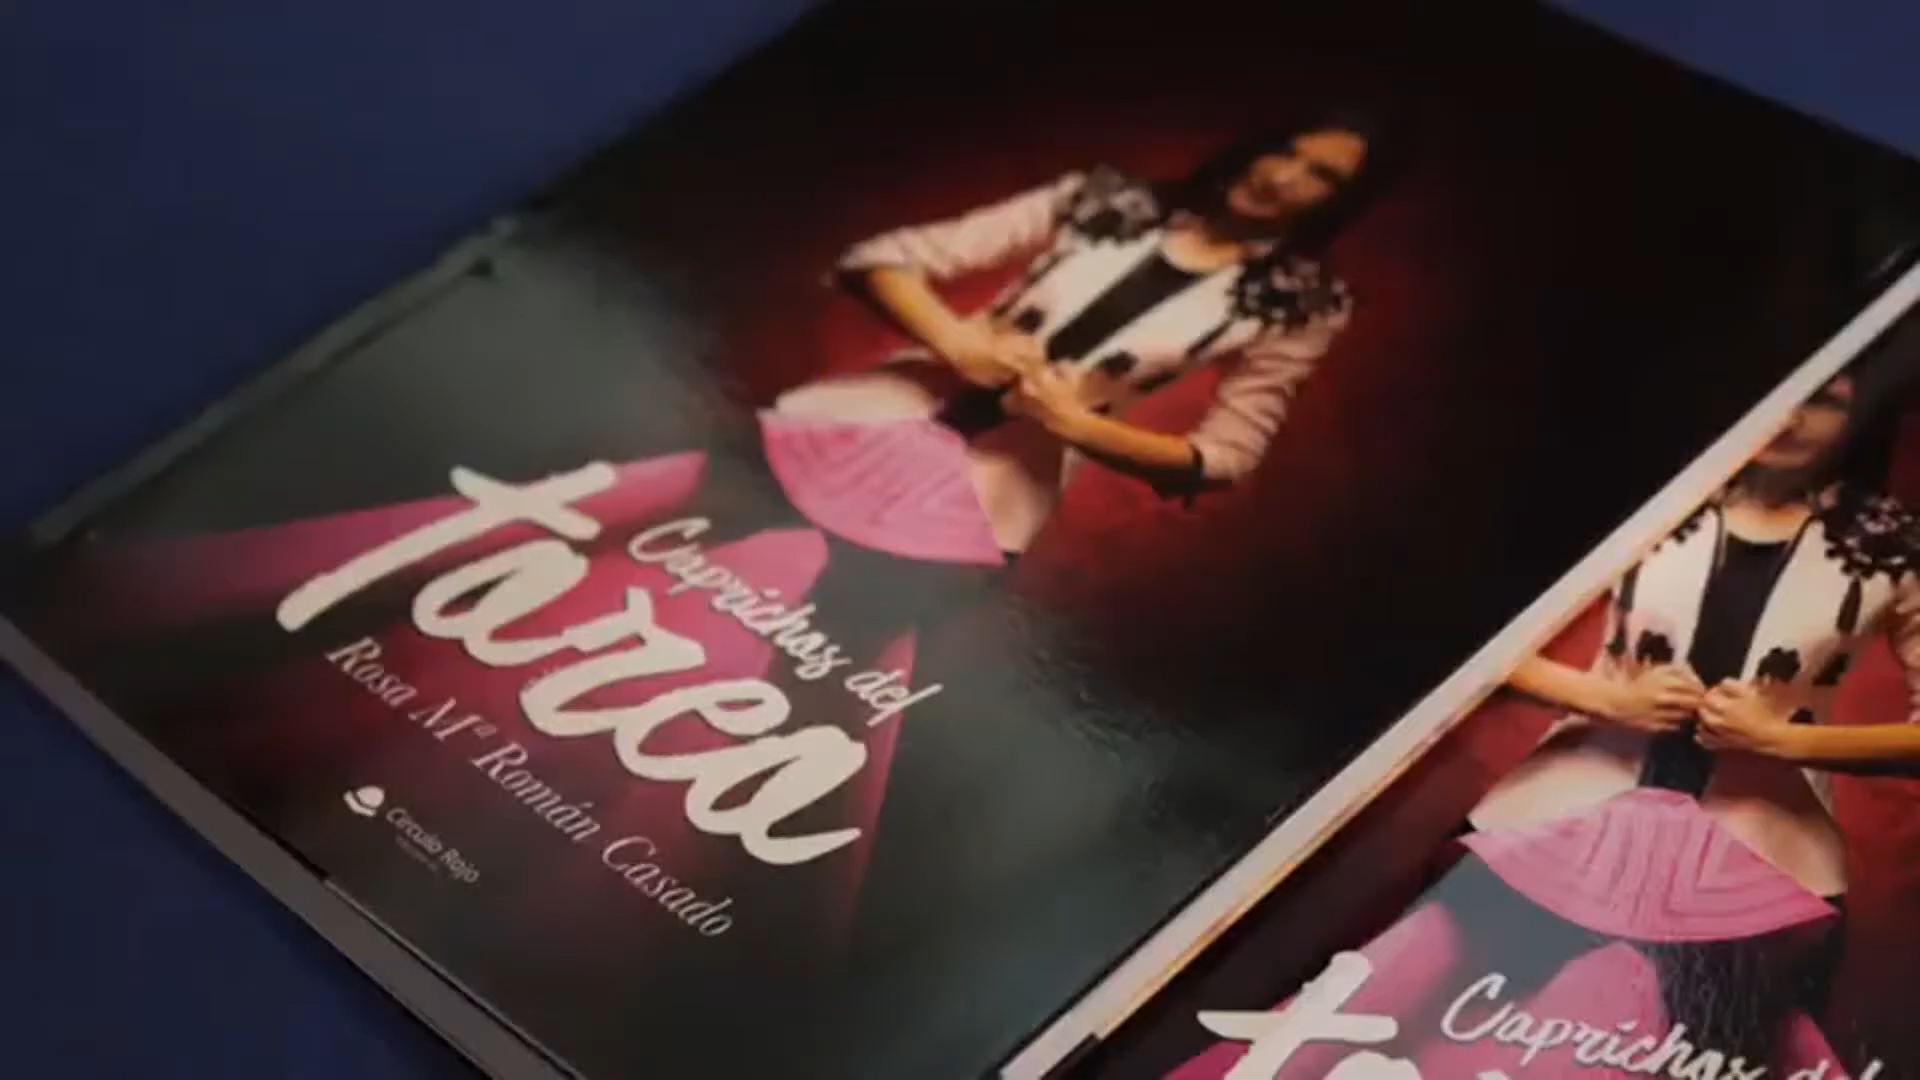 Caprichos del
tarea
Rosa Mª Román Casado
Círculo Rojo
Caprichos del